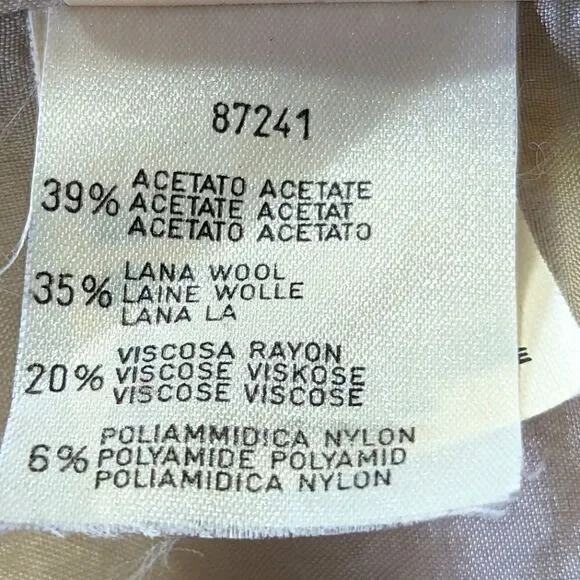 87241
39% ACETATO ACETATE
ACETATE ACETAT
ACETATO ACETATO
35% LANA WOOL
LAINE WOLLE
LANA LA
20% VISCOSA RAYON
VISCOSE VISKOSE
VISCOSE VISCOSE
6% POLIAMMIDICA NYLON
POLYAMIDE POLYAMID
POLIAMIDICA NYLON